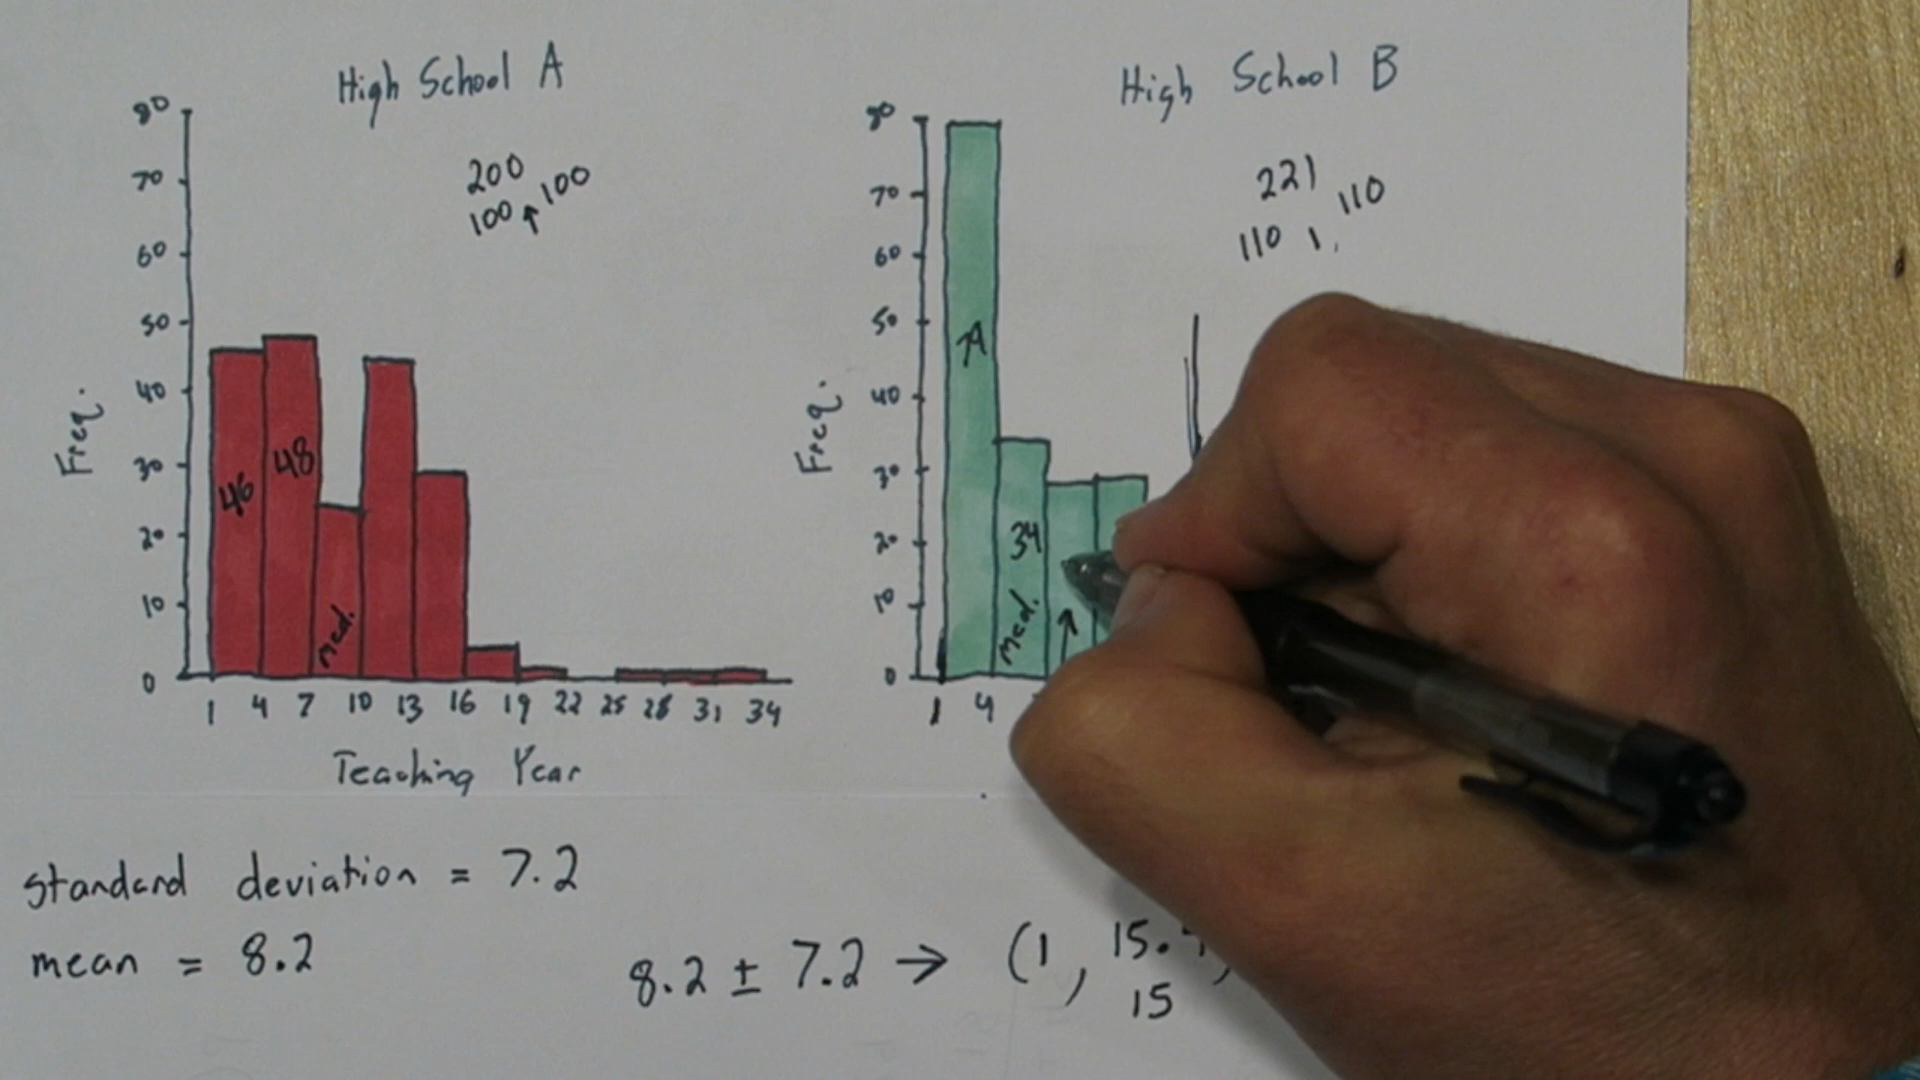 High School A
200
100 ↑ 100
80
70
60
50
40
30
20
10
0
Freq.
46
48
med.
1 4 7 10 13 16 19 22 25 28 31 34
Teaching Year
High School B
221
110 1, 110
80
70
60
50
40
30
20
10
0
Freq.
79
34
med.
1 4
standard deviation = 7.2
mean = 8.2
8.2 ± 7.2 → (1, 15.
15